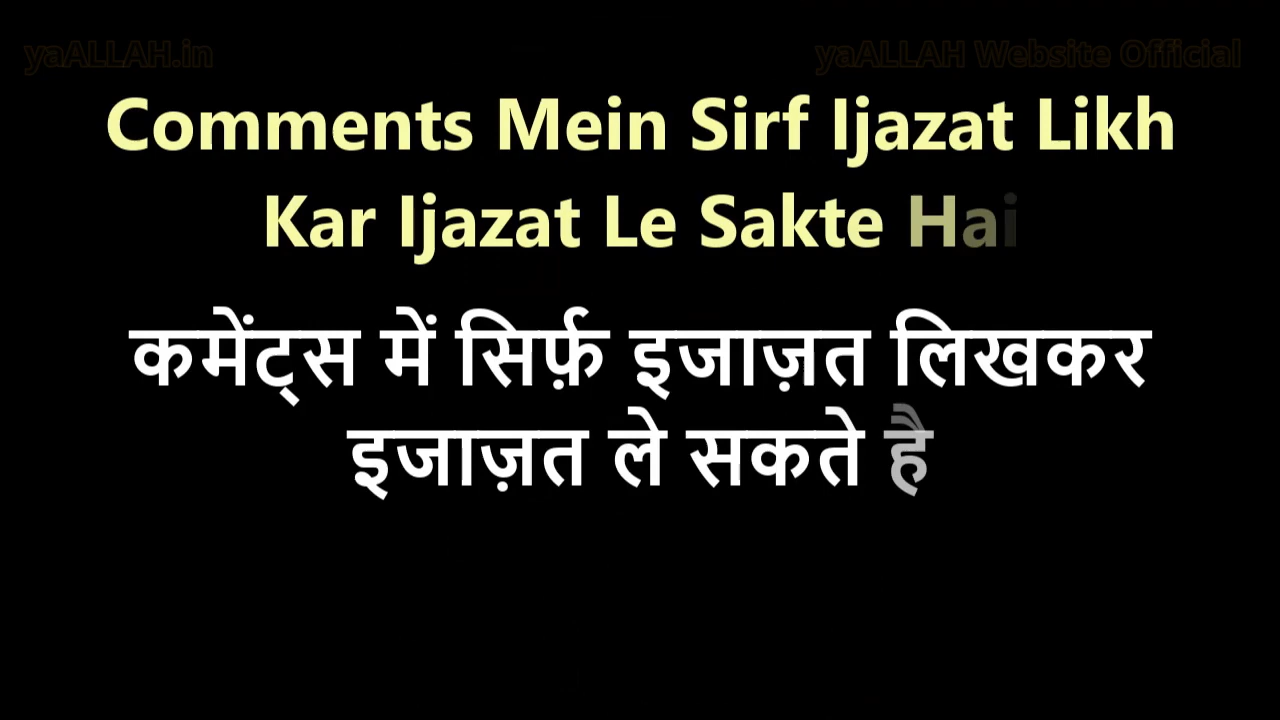 yaALLAH.in
yaALLAH Website Official
Comments Mein Sirf Ijazat Likh
Kar Ijazat Le Sakte Hai
कमेंट्स में सिर्फ़ इजाज़त लिखकर
इजाज़त ले सकते है